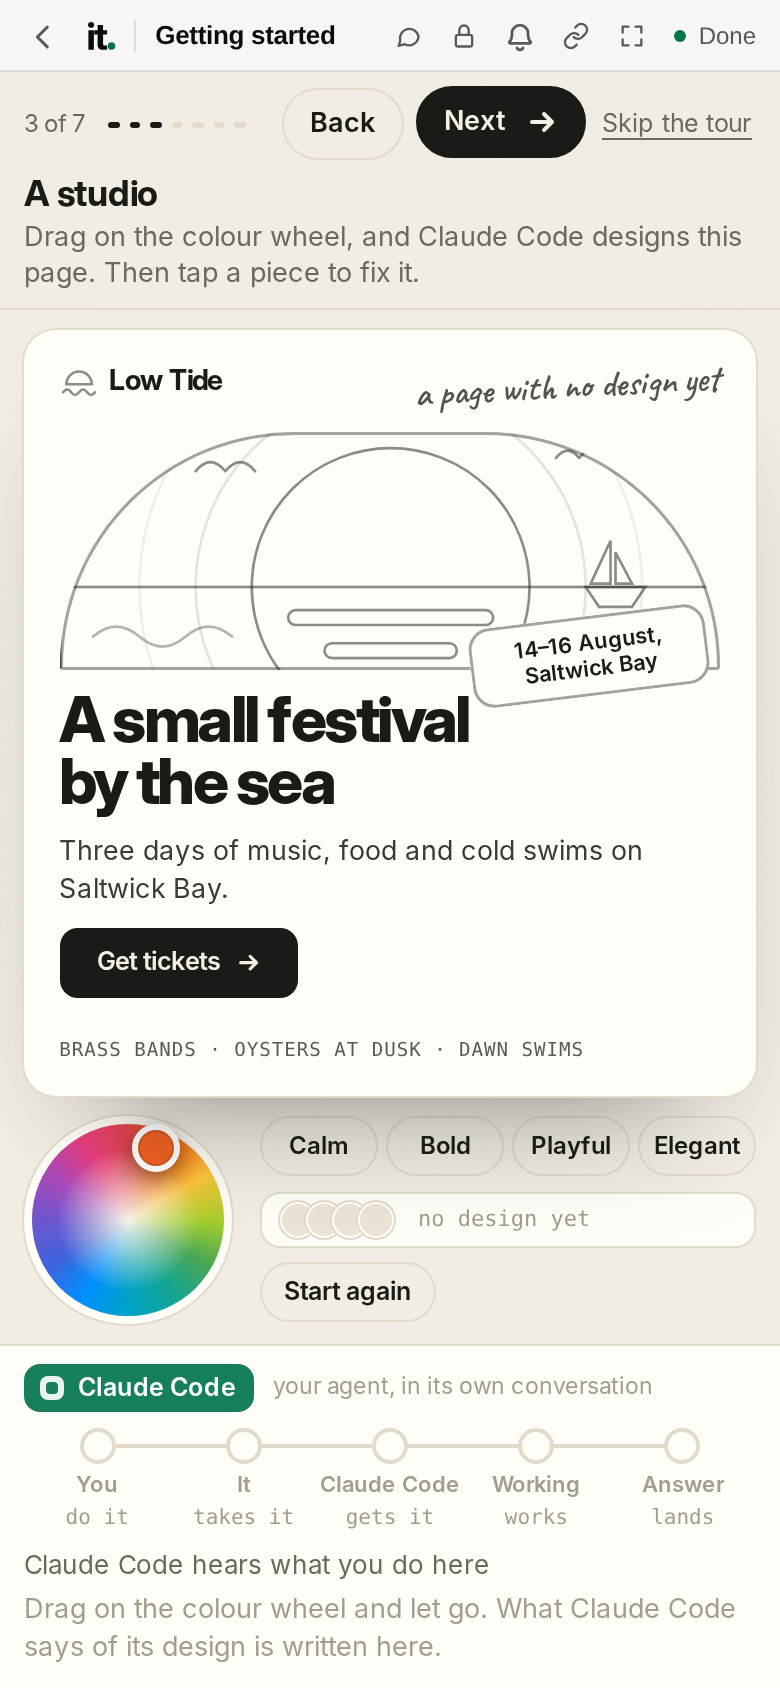 it.
Getting started
Done
3 of 7
Back
Next
Skip the tour
A studio
Drag on the colour wheel, and Claude Code designs this
page. Then tap a piece to fix it.
Low Tide
a page with no design yet
14–16 August,
Saltwick Bay
A small festival
by the sea
Three days of music, food and cold swims on
Saltwick Bay.
Get tickets
BRASS BANDS · OYSTERS AT DUSK · DAWN SWIMS
Calm
Bold
Playful
Elegant
no design yet
Start again
Claude Code
your agent, in its own conversation
You
It
Claude Code
Working
Answer
do it
takes it
gets it
works
lands
Claude Code hears what you do here
Drag on the colour wheel and let go. What Claude Code
says of its design is written here.